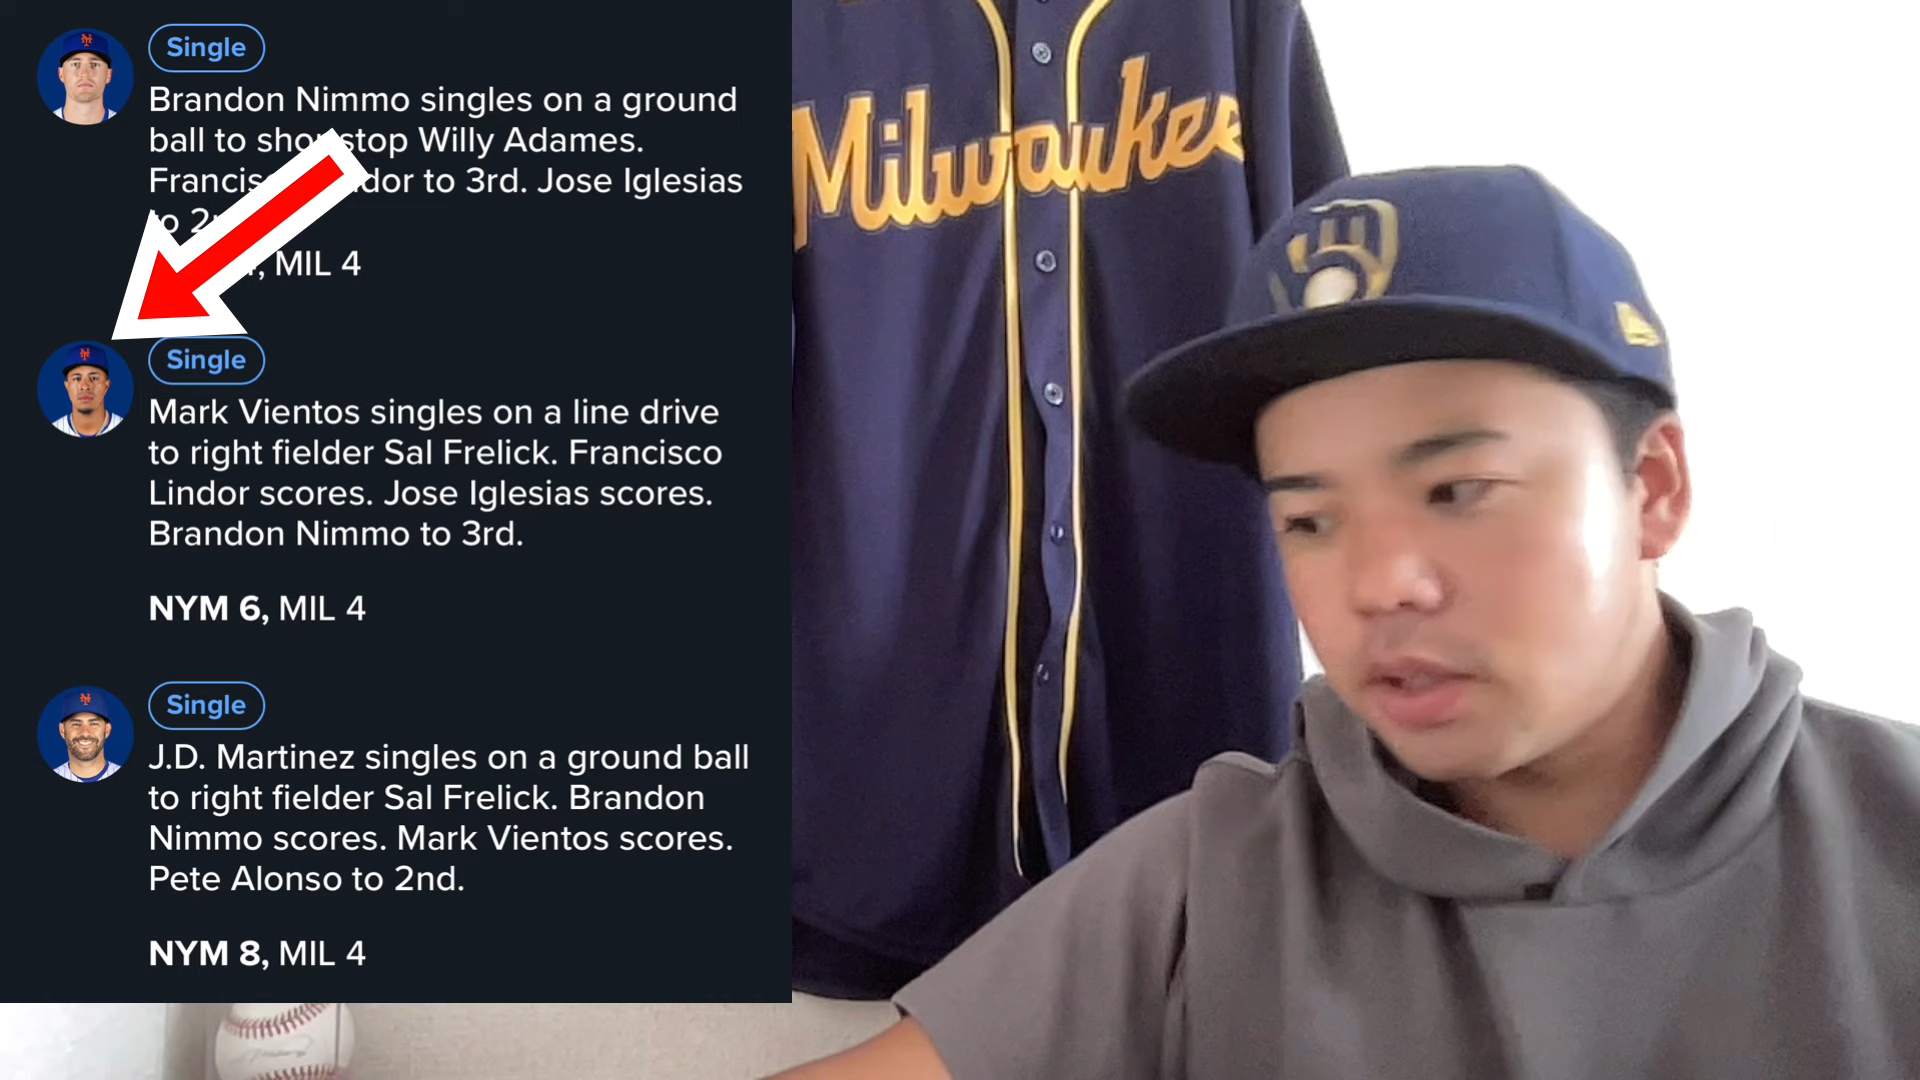 Single
Brandon Nimmo singles on a ground
ball to stop Willy Adames.
to 3rd. Jose Iglesias
to
MIL 4
Single
Mark Vientos singles on a line drive
to right fielder Sal Frelick. Francisco
Lindor scores. Jose Iglesias scores.
Brandon Nimmo to 3rd.
NYM 6, MIL 4
Single
J.D. Martinez singles on a ground ball
to right fielder Sal Frelick. Brandon
Nimmo scores. Mark Vientos scores.
Pete Alonso to 2nd.
NYM 8, MIL 4
Milwaukee